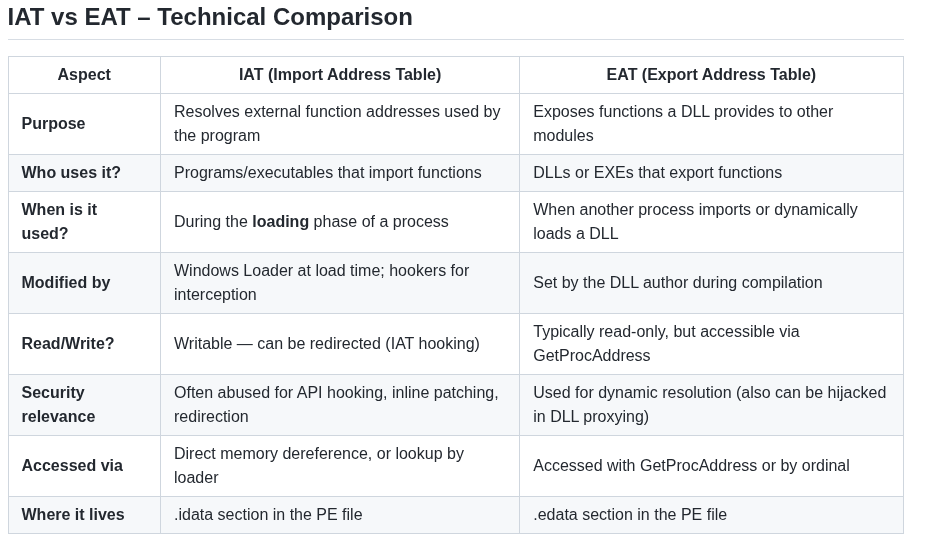 IAT vs EAT – Technical Comparison
Aspect
IAT (Import Address Table)
EAT (Export Address Table)
Purpose
Resolves external function addresses used by
the program
Exposes functions a DLL provides to other
modules
Who uses it?
Programs/executables that import functions
DLLs or EXEs that export functions
When is it
used?
During the loading phase of a process
When another process imports or dynamically
loads a DLL
Modified by
Windows Loader at load time; hookers for
interception
Set by the DLL author during compilation
Read/Write?
Writable — can be redirected (IAT hooking)
Typically read-only, but accessible via
GetProcAddress
Security
relevance
Often abused for API hooking, inline patching,
redirection
Used for dynamic resolution (also can be hijacked
in DLL proxying)
Accessed via
Direct memory dereference, or lookup by
loader
Accessed with GetProcAddress or by ordinal
Where it lives
.idata section in the PE file
.edata section in the PE file